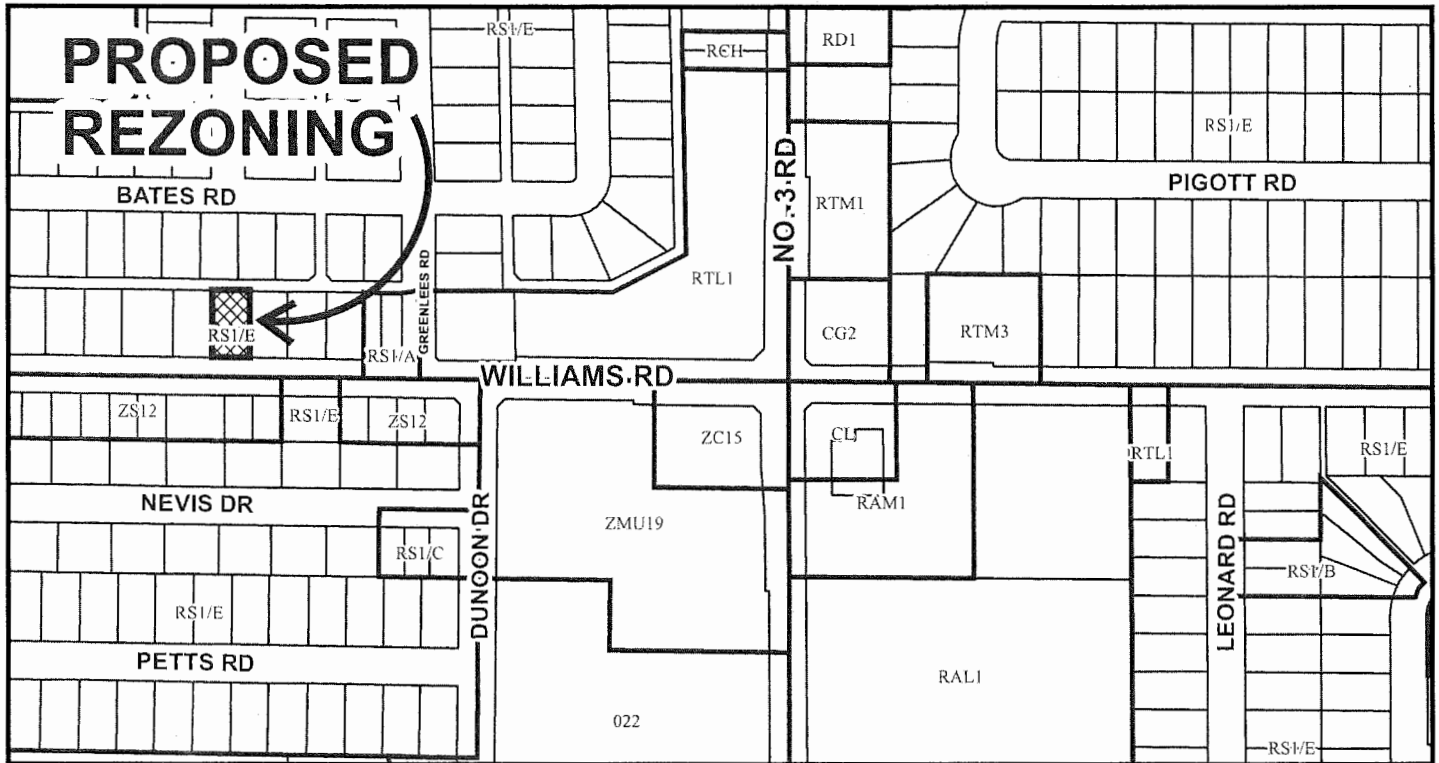 PROPOSED
REZONING
RS1/E
RCH
RD1
RS1/E
BATES RD
NO. 3 RD
RTM1
PIGOTT RD
GREENLEES RD
RTL1
RS1/E
RS1/A
CG2
RTM3
WILLIAMS RD
ZS12
RS1/E
ZS12
ZC15
CL
RTL1
RS1/E
NEVIS DR
DUNOON DR
ZMU19
RAM1
LEONARD RD
RS1/C
RS1/B
RS1/E
PETTS RD
RAL1
022
RS1/E